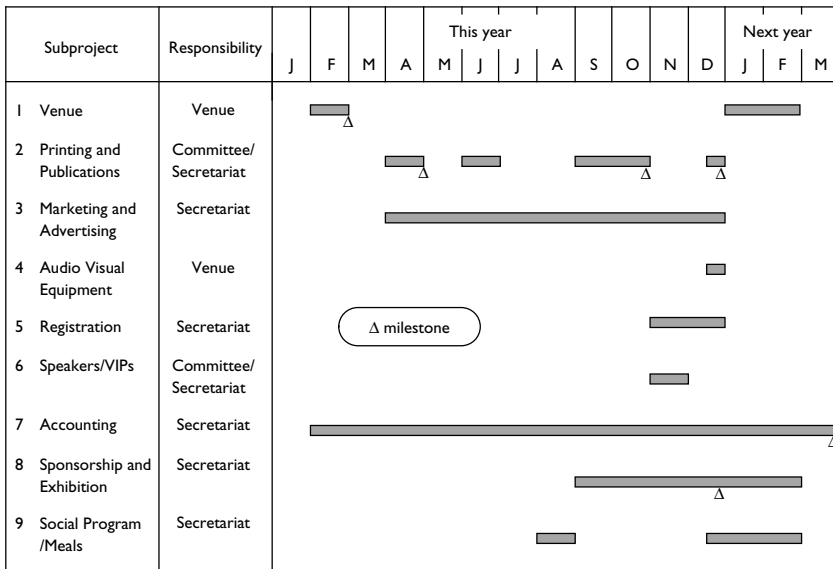 Subproject Responsibility This year Next year
J F M A M J J A S O N D J F M
1 Venue Venue
Δ
2 Printing and Committee/
Publications Secretariat
Δ Δ Δ
3 Marketing and Secretariat
Advertising
4 Audio Visual Venue
Equipment
5 Registration Secretariat
Δ milestone
6 Speakers/VIPs Committee/
Secretariat
7 Accounting Secretariat
Δ
8 Sponsorship and Secretariat
Exhibition
Δ
9 Social Program Secretariat
/Meals